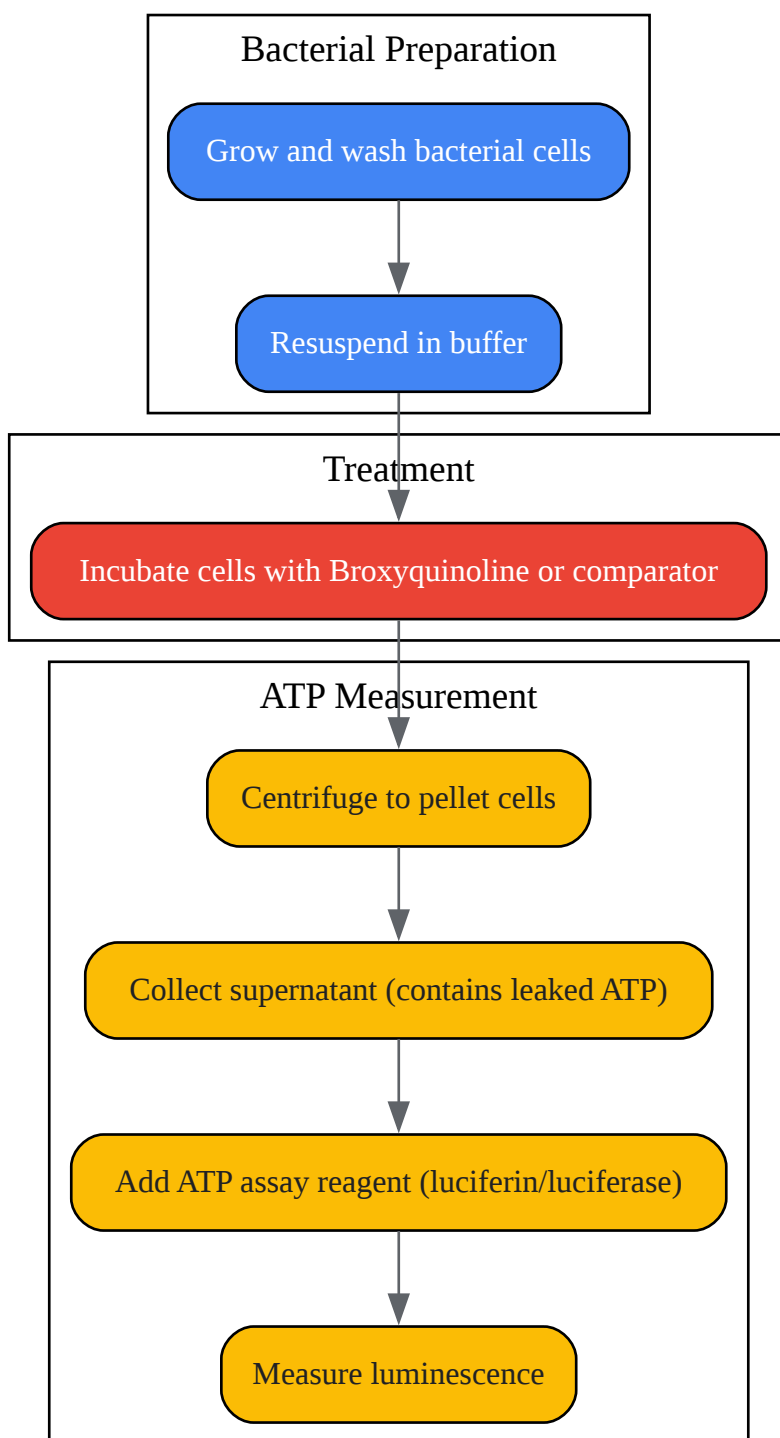 Bacterial Preparation
Grow and wash bacterial cells
Resuspend in buffer
Treatment
Incubate cells with Broxyquinoline or comparator
ATP Measurement
Centrifuge to pellet cells
Collect supernatant (contains leaked ATP)
Add ATP assay reagent (luciferin/luciferase)
Measure luminescence